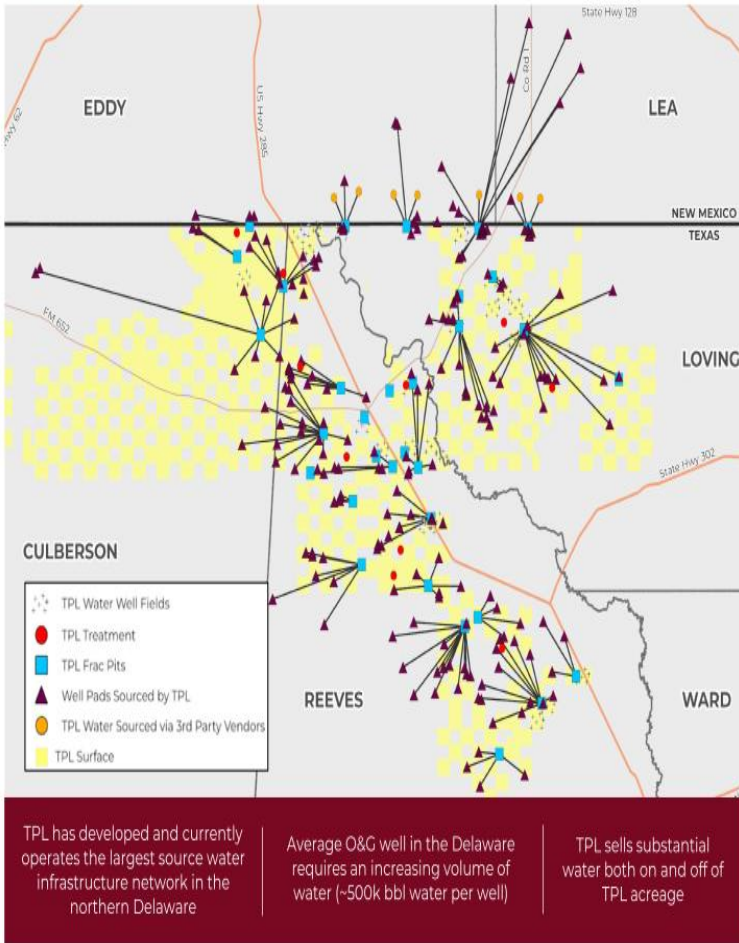 State Hwy 128
Co Rd 1
EDDY
LEA
US Hwy 285
Hwy 62
NEW MEXICO
TEXAS
FM 652
LOVING
State Hwy 302
CULBERSON
TPL Water Well Fields
TPL Treatment
TPL Frac Pits
Well Pads Sourced by TPL
TPL Water Sourced via 3rd Party Vendors
TPL Surface
REEVES
WARD
TPL has developed and currently
operates the largest source water
infrastructure network in the
northern Delaware
Average O&G well in the Delaware
requires an increasing volume of
water (~500k bbl water per well)
TPL sells substantial
water both on and off of
TPL acreage